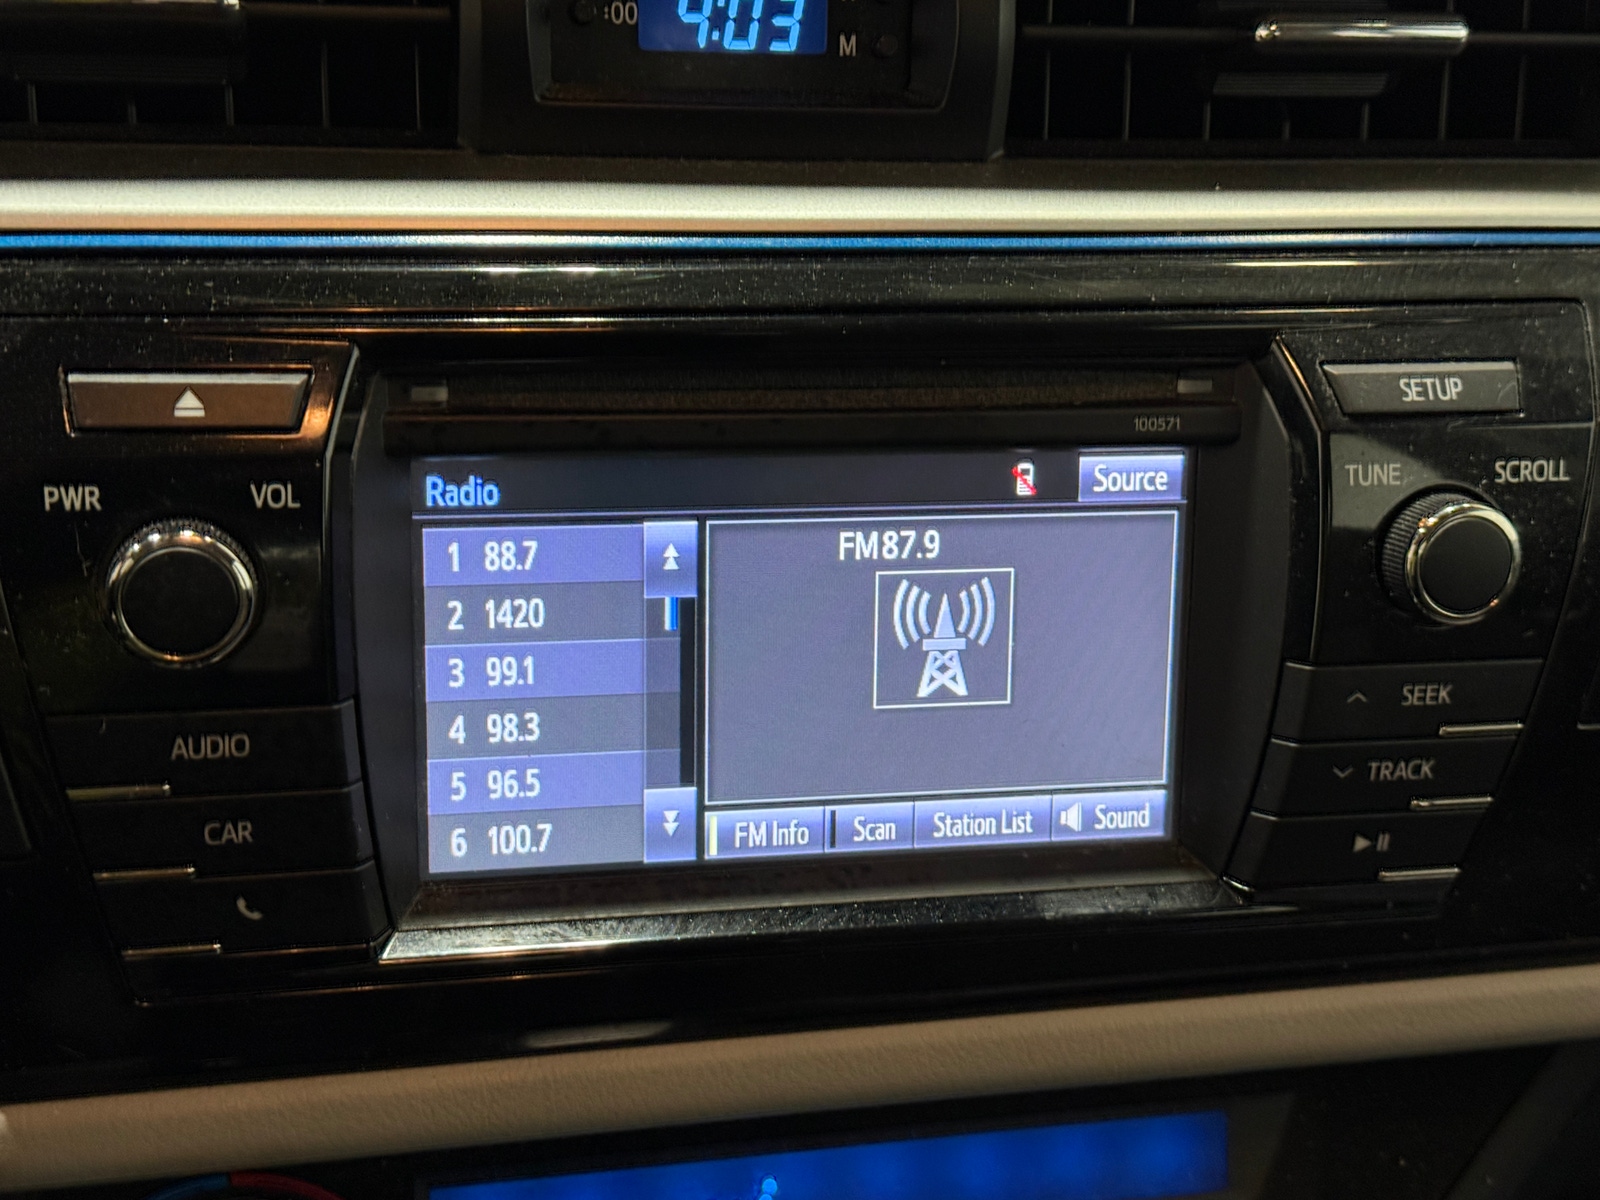 :00
4:03
M
100571
SETUP
PWR VOL
TUNE SCROLL
Radio
Source
1 88.7
2 1420
3 99.1
4 98.3
5 96.5
6 100.7
FM87.9
FM Info Scan Station List Sound
AUDIO
CAR
SEEK
TRACK